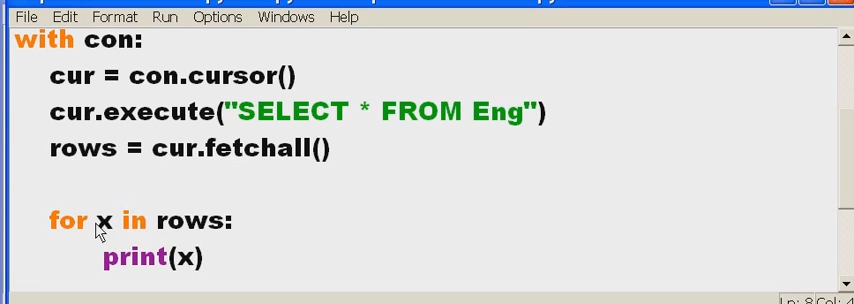 File Edit Format Run Options Windows Help
with con:
cur = con.cursor()
cur.execute("SELECT * FROM Eng")
rows = cur.fetchall()
for x in rows:
print(x)